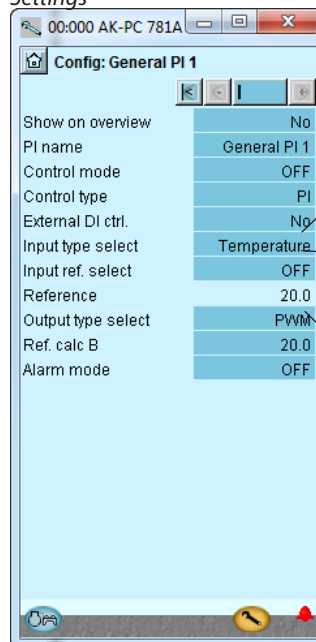 Settings
00:000 AK-PC 781A
Config: General PI 1
Show on overview No
PI name General PI 1
Control mode OFF
Control type PI
External DI ctrl. No
Input type select Temperature
Input ref. select OFF
Reference 20.0
Output type select PWM
Ref. calc B 20.0
Alarm mode OFF